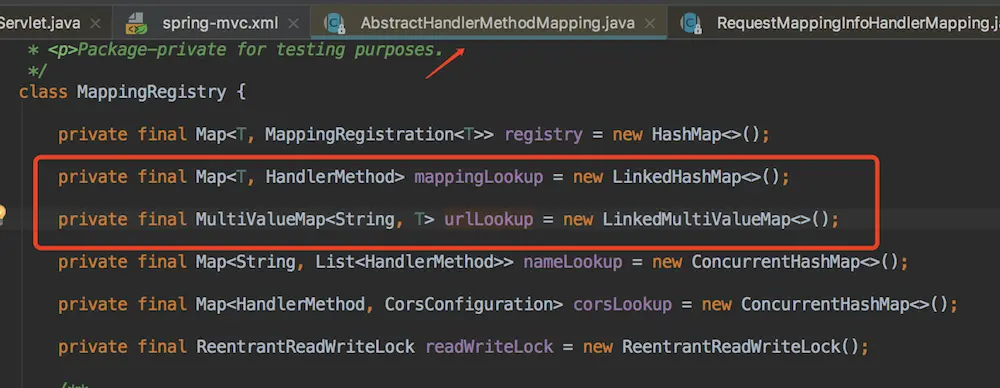 Servlet.java × spring-mvc.xml × AbstractHandlerMethodMapping.java × RequestMappingInfoHandlerMapping.ja
* <p>Package-private for testing purposes.
*/
class MappingRegistry {
private final Map<T, MappingRegistration<T>> registry = new HashMap<>();
private final Map<T, HandlerMethod> mappingLookup = new LinkedHashMap<>();
private final MultiValueMap<String, T> urlLookup = new LinkedMultiValueMap<>();
private final Map<String, List<HandlerMethod>> nameLookup = new ConcurrentHashMap<>();
private final Map<HandlerMethod, CorsConfiguration> corsLookup = new ConcurrentHashMap<>();
private final ReentrantReadWriteLock readWriteLock = new ReentrantReadWriteLock();
/**